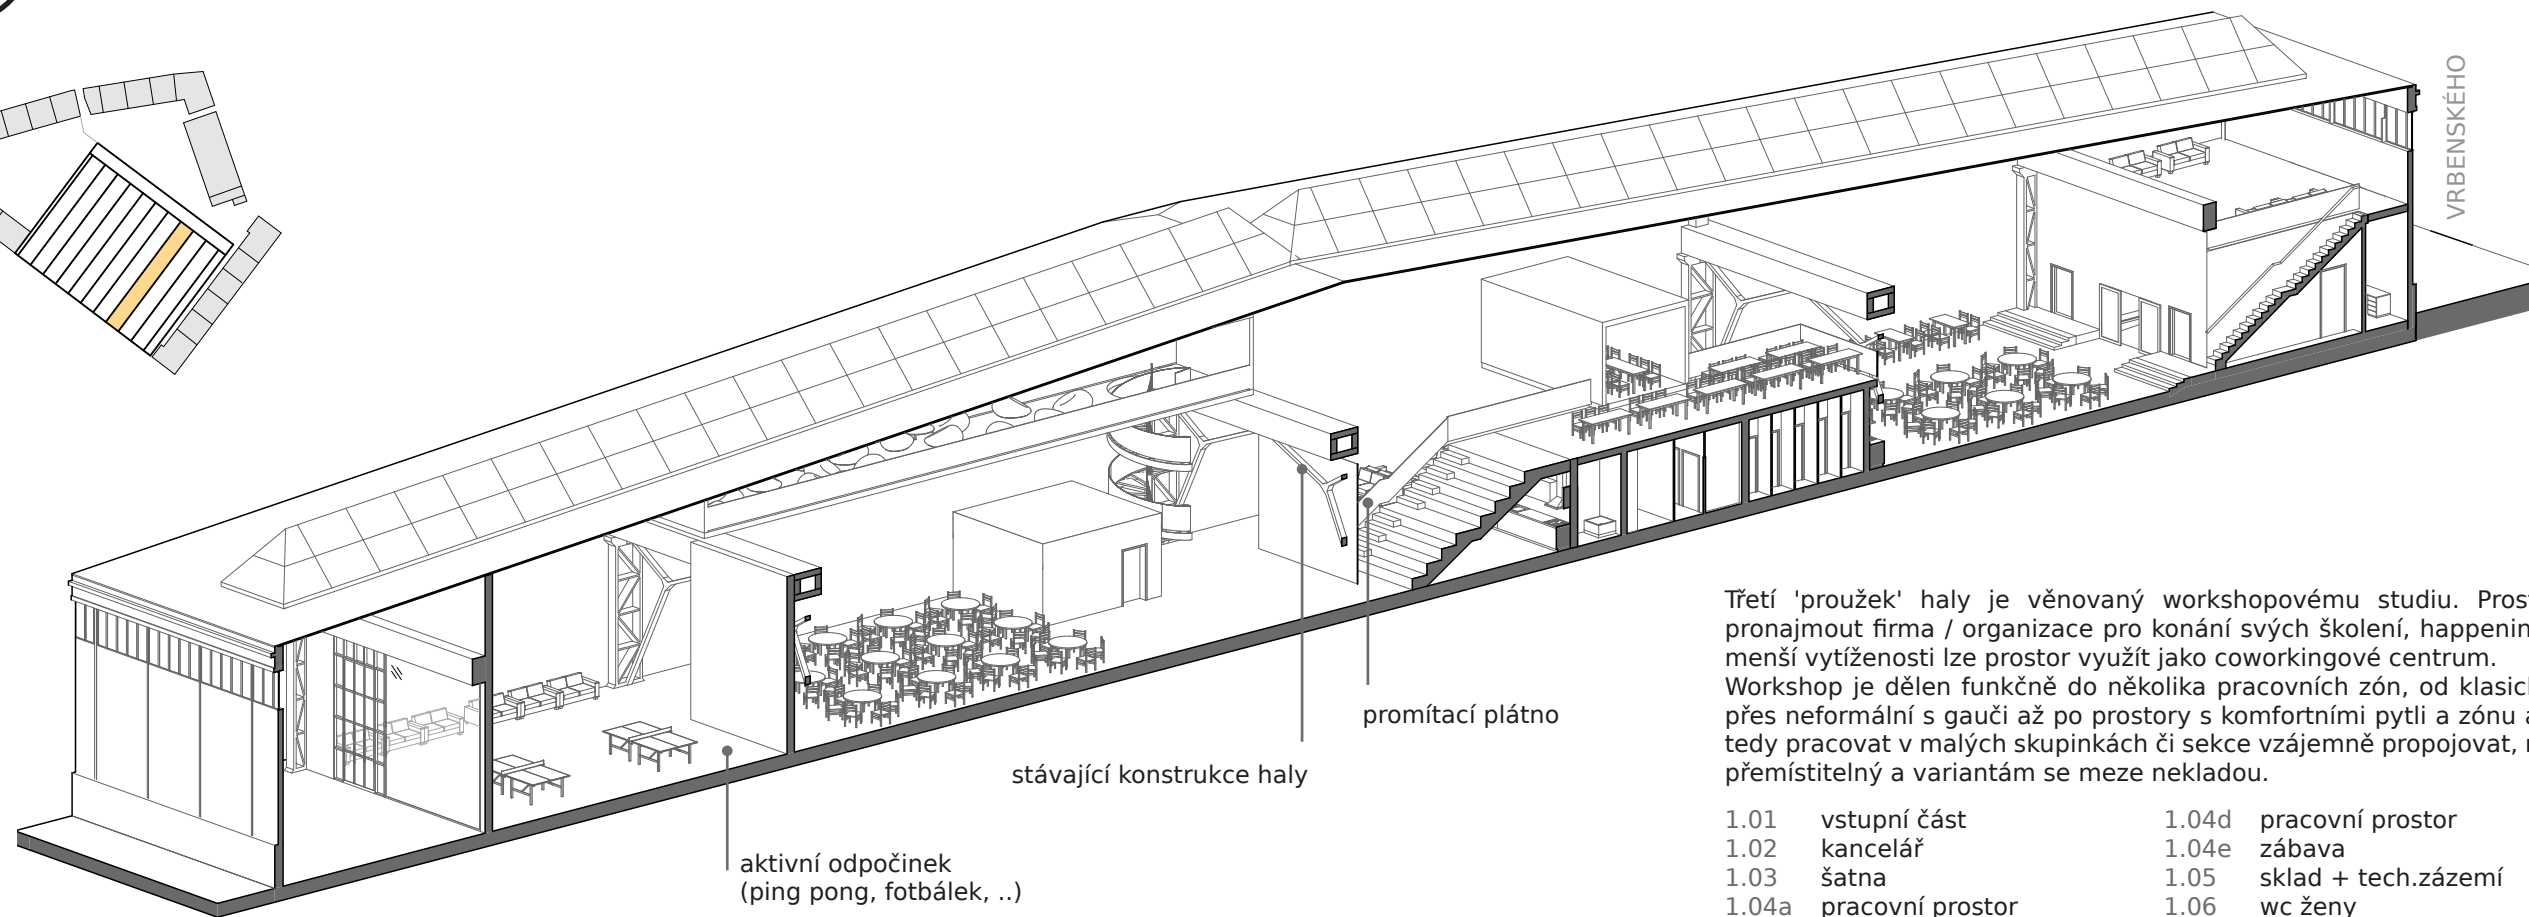 VRBENSKÉHO
promítací plátno
stávající konstrukce haly
aktivní odpočinek
(ping pong, fotbálek, ..)
Třetí 'proužek' haly je věnovaný workshopovému studiu.
pronajmout firma / organizace pro konání svých školení,
menší vytíženosti lze prostor využít jako coworkingové centrum.
Workshop je dělen funkčně do několika pracovních zón, od
přes neformální s gauči až po prostory s komfortními pytli a zónu
tedy pracovat v malých skupinkách či sekce vzájemně propojovat,
přemístitelný a variantám se meze nekladou.
1.01 vstupní část
1.02 kancelář
1.03 šatna
1.04a pracovní prostor
1.04d pracovní prostor
1.04e zábava
1.05 sklad + tech.zázemí
1.06 wc ženy